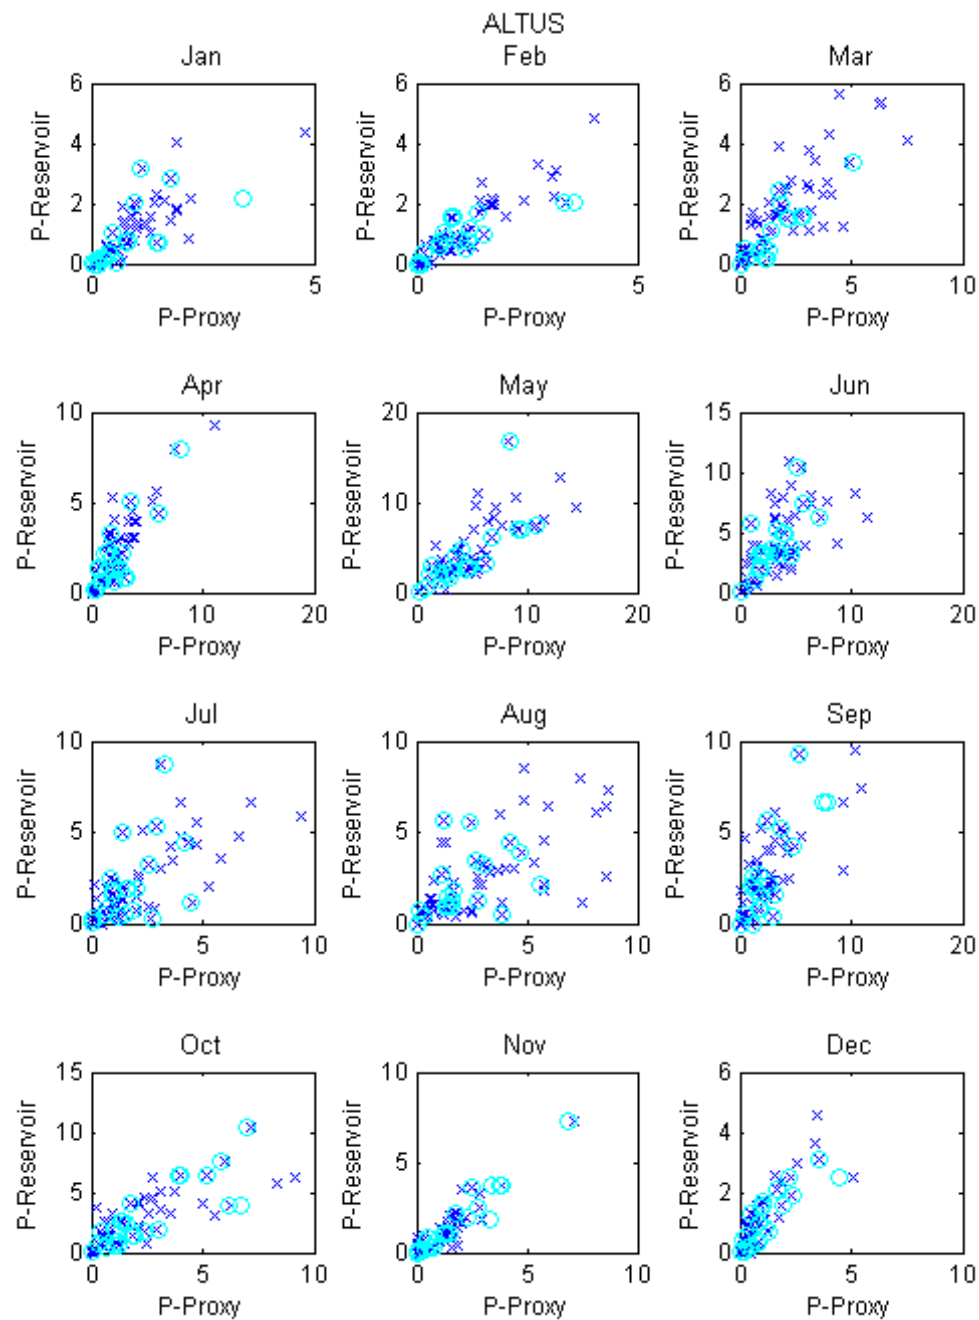 ALTUS
Jan Feb Mar
6 6 6
P-Reservoir P-Reservoir P-Reservoir
4 4 4
2 2 2
0 0 0
0 5 0 5 0 5 10
P-Proxy P-Proxy P-Proxy
Apr May Jun
10 20 15
P-Reservoir P-Reservoir P-Reservoir
15 10
5 10
5 5
0 0 0
0 10 20 0 5 10 15 0 10 20
P-Proxy P-Proxy P-Proxy
Jul Aug Sep
10 10 10
P-Reservoir P-Reservoir P-Reservoir
5 5 5
0 0 0
0 5 10 0 5 10 0 10 20
P-Proxy P-Proxy P-Proxy
Oct Nov Dec
15 10 6
P-Reservoir P-Reservoir P-Reservoir
10 4
5 5 2
0 0 0
0 5 10 0 5 10 0 5 10
P-Proxy P-Proxy P-Proxy